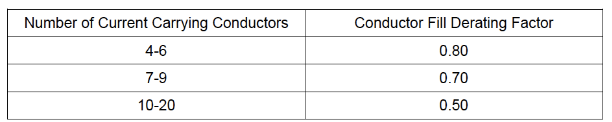 Number of Current Carrying Conductors Conductor Fill Derating Factor
4-6 0.80
7-9 0.70
10-20 0.50